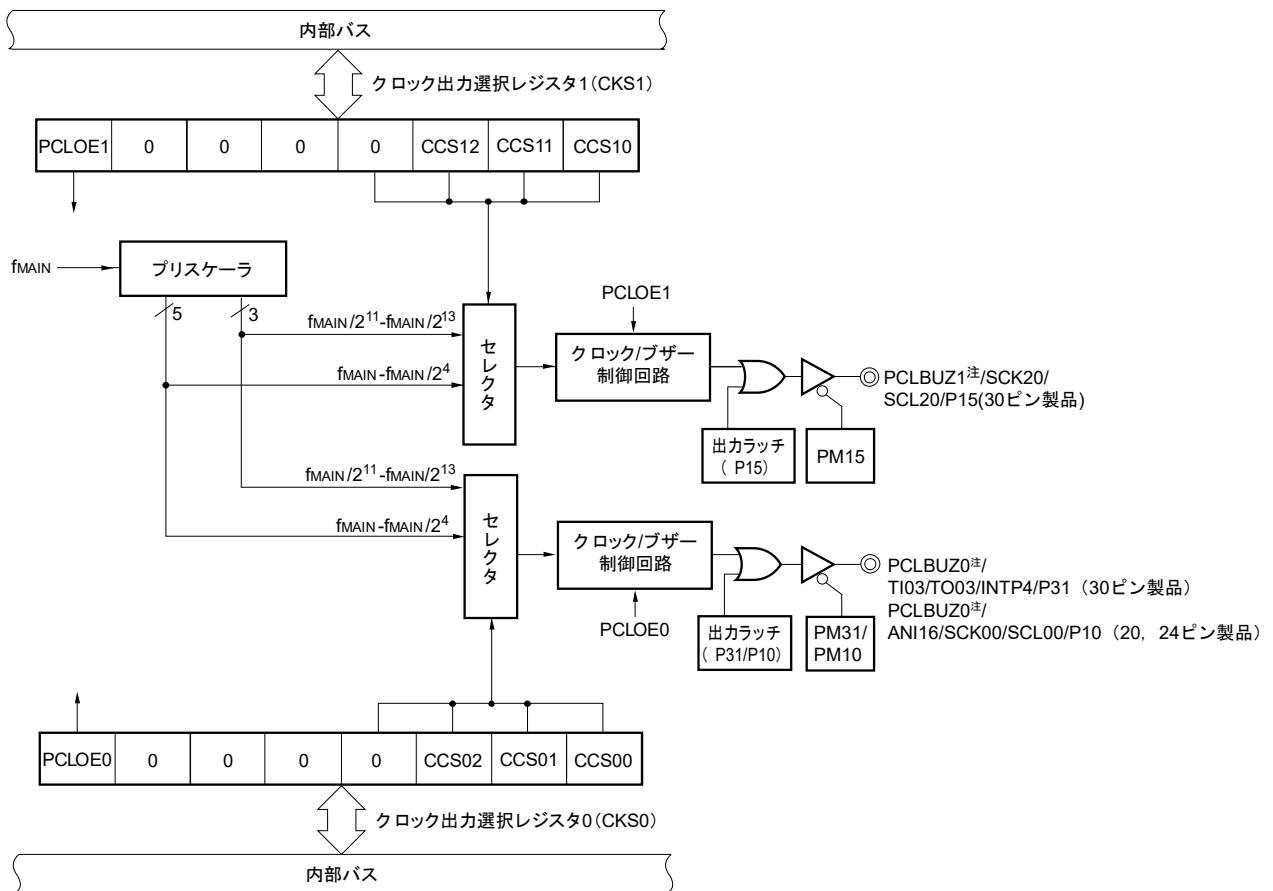 内部バス
クロック出力選択レジスタ1(CKS1)
PCLOE1 0 0 0 0 CCS12 CCS11 CCS10
fMAIN
プリスケーラ
5 3
PCLOE1
fMAIN/2^11-fMAIN/2^13
fMAIN-fMAIN/2^4
セレクタ
クロック/ブザー
制御回路
PCLBUZ1注/SCK20/
SCL20/P15(30ピン製品)
出力ラッチ
( P15)
PM15
fMAIN/2^11-fMAIN/2^13
fMAIN-fMAIN/2^4
セレクタ
クロック/ブザー
制御回路
PCLOE0
PCLBUZ0注/
TI03/TO03/INTP4/P31 (30ピン製品)
PCLBUZ0注/
ANI16/SCK00/SCL00/P10 (20, 24ピン製品)
出力ラッチ
( P31/P10)
PM31/
PM10
PCLOE0 0 0 0 0 CCS02 CCS01 CCS00
クロック出力選択レジスタ0(CKS0)
内部バス